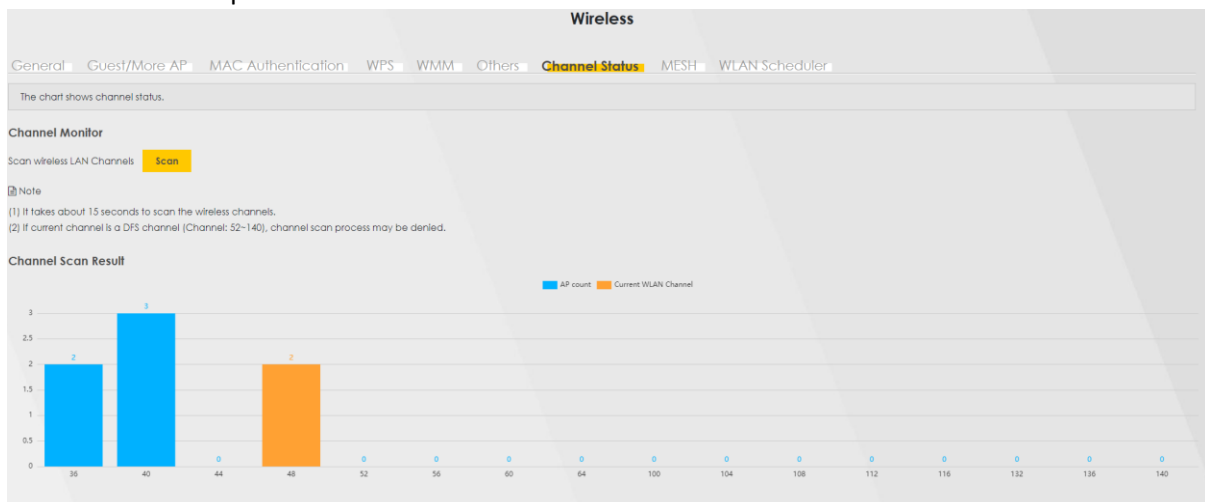 Wireless
General Guest/More AP MAC Authentication WPS WMM Others Channel Status MESH WLAN Scheduler
The chart shows channel status.
Channel Monitor
Scan wireless LAN Channels Scan
Note
(1) It takes about 15 seconds to scan the wireless channels.
(2) If current channel is a DFS channel (Channel: 52~140), channel scan process may be denied.
Channel Scan Result
AP count Current WLAN Channel
3
3
2.5
2 2 2
1.5
1
0.5
0 0 0 0 0 0 0 0 0 0 0 0 0
0
36 40 44 48 52 56 60 64 100 104 108 112 116 132 136 140